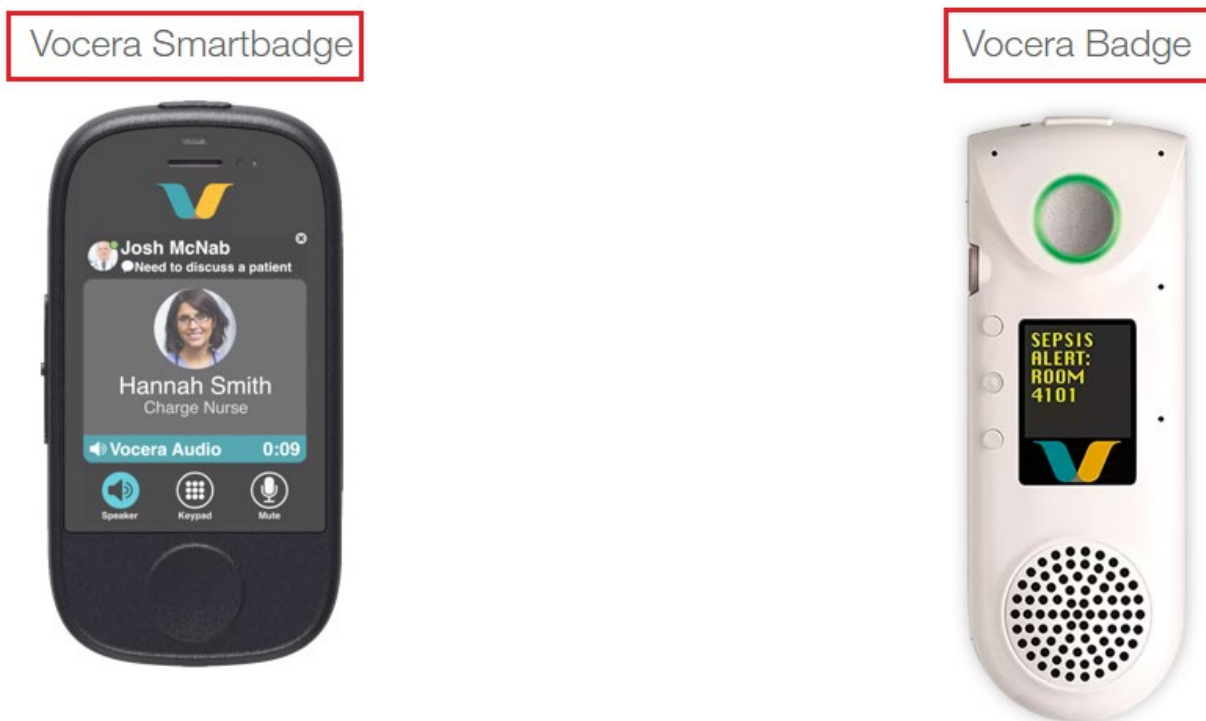 Vocera Smartbadge
Josh McNab
Need to discuss a patient
Hannah Smith
Charge Nurse
Vocera Audio 0:09
Speaker Keypad Mute
Vocera Badge
SEPSIS
ALERT:
ROOM
4101